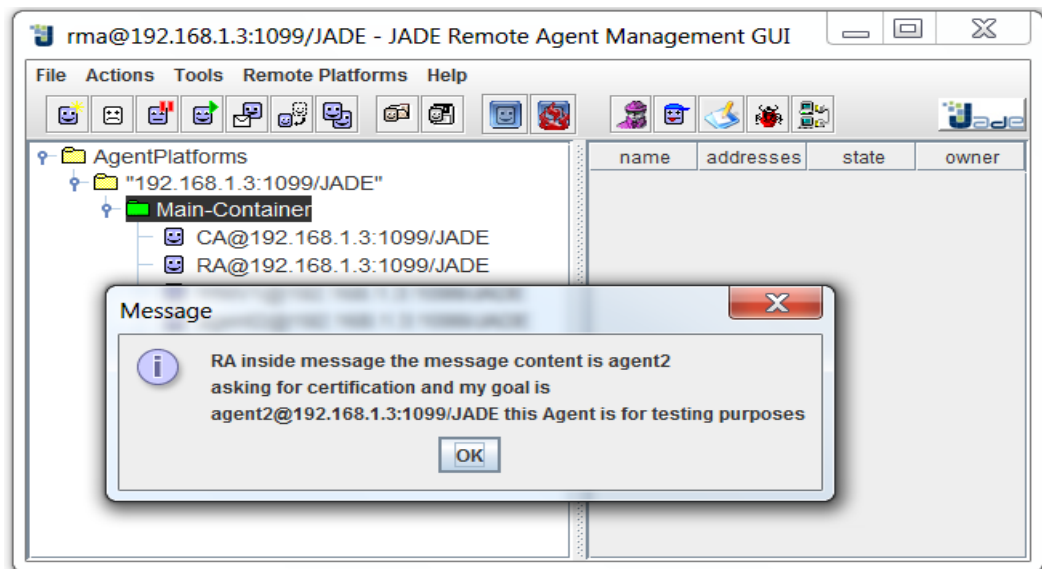 rma@192.168.1.3:1099/JADE - JADE Remote Agent Management GUI
File Actions Tools Remote Platforms Help
Jade
AgentPlatforms
"192.168.1.3:1099/JADE"
Main-Container
CA@192.168.1.3:1099/JADE
RA@192.168.1.3:1099/JADE
name addresses state owner
Message
RA inside message the message content is agent2
asking for certification and my goal is
agent2@192.168.1.3:1099/JADE this Agent is for testing purposes
OK